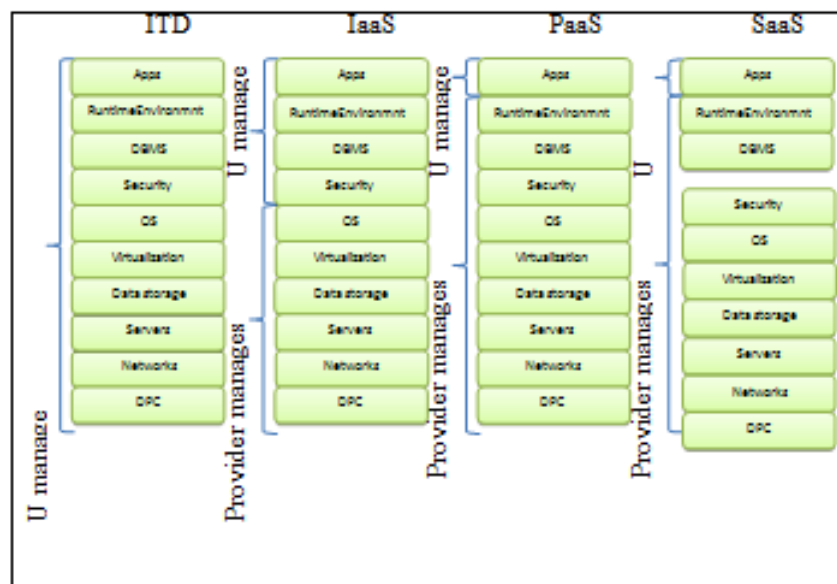 ITD
IaaS
PaaS
SaaS
U manage
Apps
RuntimeEnvironmnt
DBMS
Security
OS
Virtualization
Data storage
Servers
Networks
DPC
U manage
Provider manages
Apps
RuntimeEnvironmnt
DBMS
Security
OS
Virtualization
Data storage
Servers
Networks
DPC
U manage
Provider manages
Apps
RuntimeEnvironmnt
DBMS
Security
OS
Virtualization
Data storage
Servers
Networks
DPC
U
Provider manages
Apps
RuntimeEnvironmnt
DBMS
Security
OS
Virtualization
Data storage
Servers
Networks
DPC